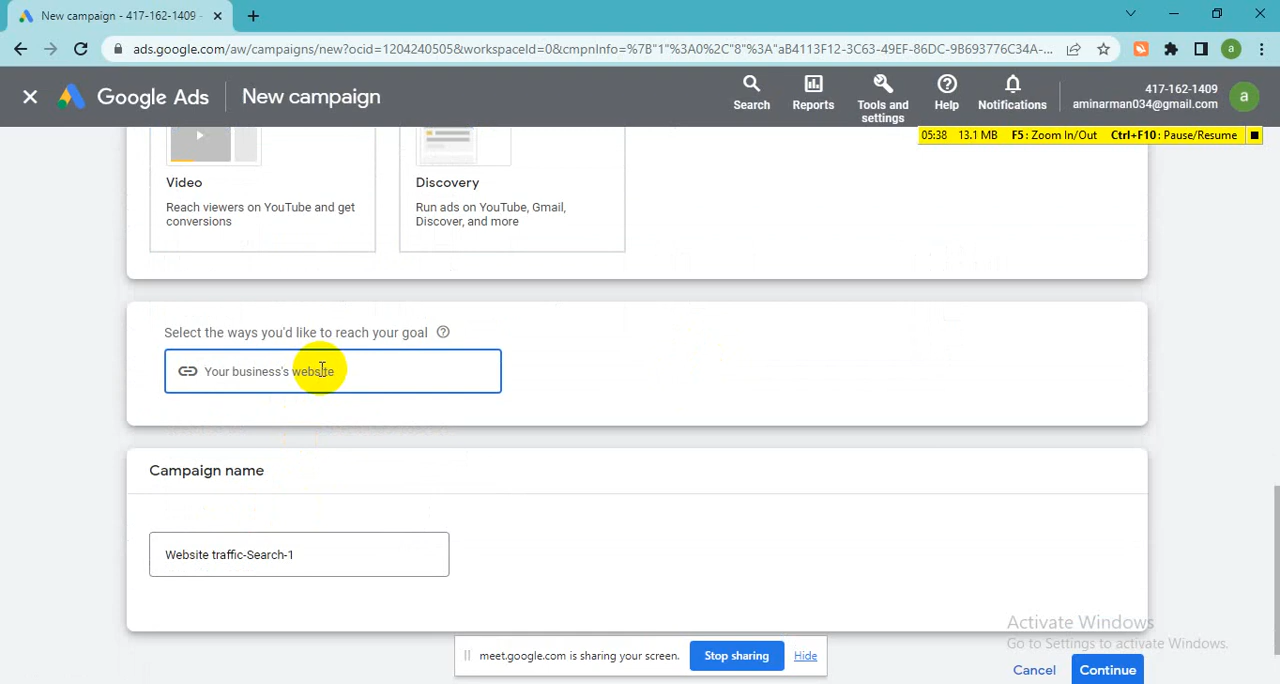 New campaign - 417-162-1409 -
ads.google.com/aw/campaigns/new?ocid=1204240505&workspaceId=0&cmpnInfo=%7B"1"%3A0%2C"8"%3A"aB4113F12-3C63-49EF-86DC-9B693776C34A-...
a
Google Ads
New campaign
Search
Reports
Tools and
settings
Help
Notifications
417-162-1409
aminarman034@gmail.com
a
05:38 13.1 MB F5: Zoom In/Out Ctrl+F10: Pause/Resume
Video
Reach viewers on YouTube and get
conversions
Discovery
Run ads on YouTube, Gmail,
Discover, and more
Select the ways you'd like to reach your goal
Your business's website
Campaign name
Website traffic-Search-1
Activate Windows
Go to Settings to activate Windows.
meet.google.com is sharing your screen.
Stop sharing
Hide
Cancel
Continue